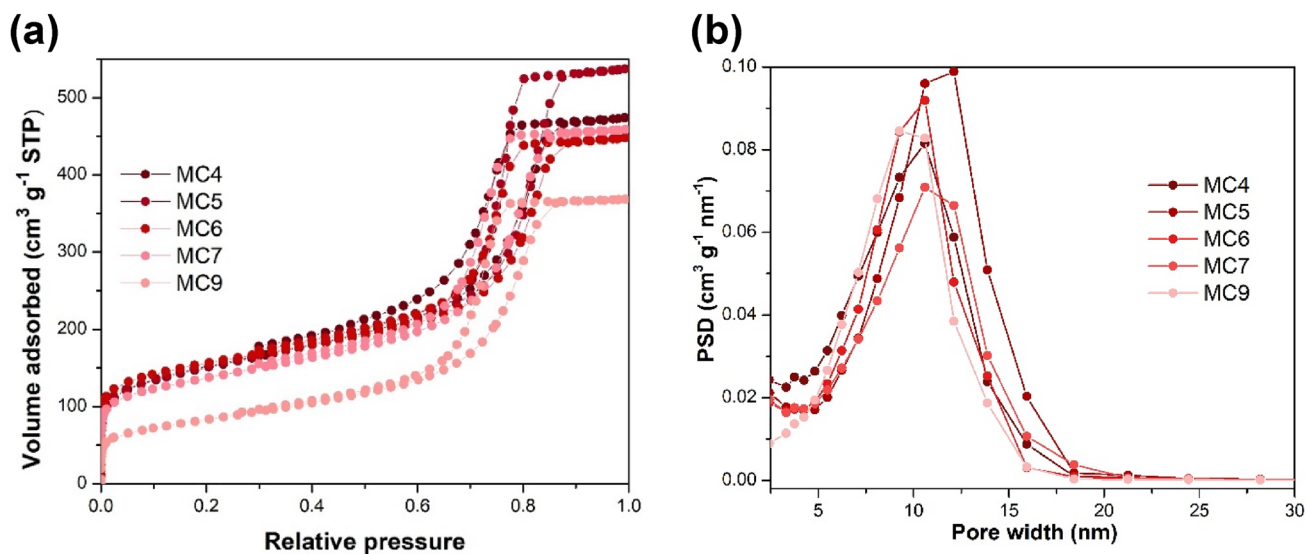 (a)
Volume adsorbed (cm³ g⁻¹ STP)
500
400
300
200
100
0
MC4
MC5
MC6
MC7
MC9
0.0 0.2 0.4 0.6 0.8 1.0
Relative pressure
(b)
PSD (cm³ g⁻¹ nm⁻¹)
0.10
0.08
0.06
0.04
0.02
0.00
MC4
MC5
MC6
MC7
MC9
5 10 15 20 25 30
Pore width (nm)